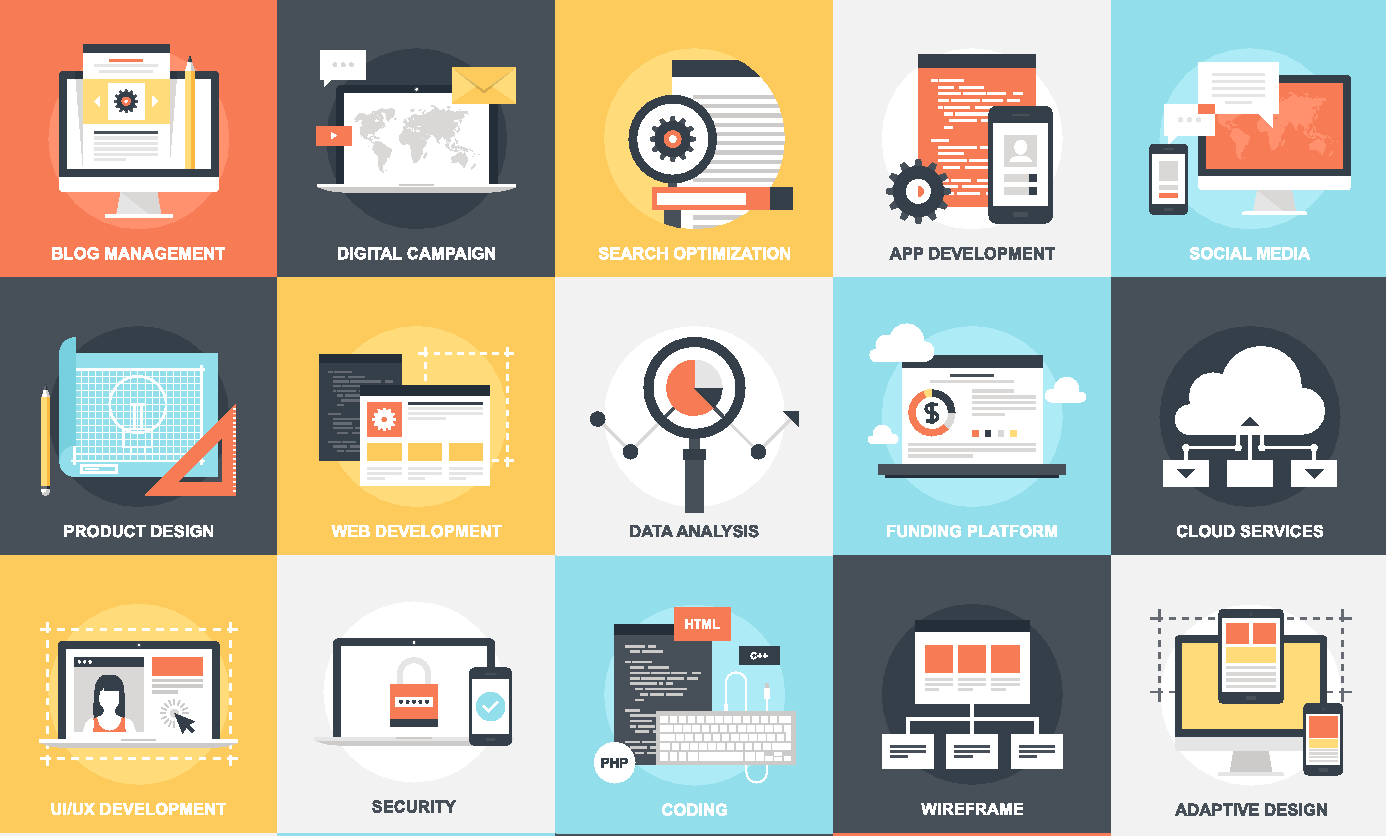 BLOG MANAGEMENT
DIGITAL CAMPAIGN
SEARCH OPTIMIZATION
APP DEVELOPMENT
SOCIAL MEDIA
$
PRODUCT DESIGN
WEB DEVELOPMENT
DATA ANALYSIS
FUNDING PLATFORM
CLOUD SERVICES
HTML
C++
PHP
UI/UX DEVELOPMENT
SECURITY
CODING
WIREFRAME
ADAPTIVE DESIGN